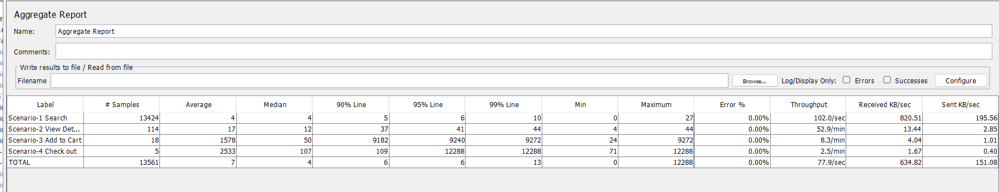 Aggregate Report
Name: Aggregate Report
Comments:
Write results to file / Read from file
Filename Browse... Log/Display Only: Errors Successes Configure
Label # Samples Average Median 90% Line 95% Line 99% Line Min Maximum Error % Throughput Received KB/sec Sent KB/sec
Scenario-1 Search 13424 4 4 5 6 10 0 27 0.00% 102.0/sec 820.51 195.56
Scenario-2 View Det... 114 17 12 37 41 44 4 44 0.00% 52.9/min 13.44 2.85
Scenario-3 Add to Cart 18 1578 50 9182 9240 9272 24 9272 0.00% 8.3/min 4.04 1.01
Scenario-4 Check out 5 2533 107 109 12288 12288 71 12288 0.00% 2.5/min 1.67 0.40
TOTAL 13561 7 4 6 6 13 0 12288 0.00% 77.9/sec 634.82 151.08